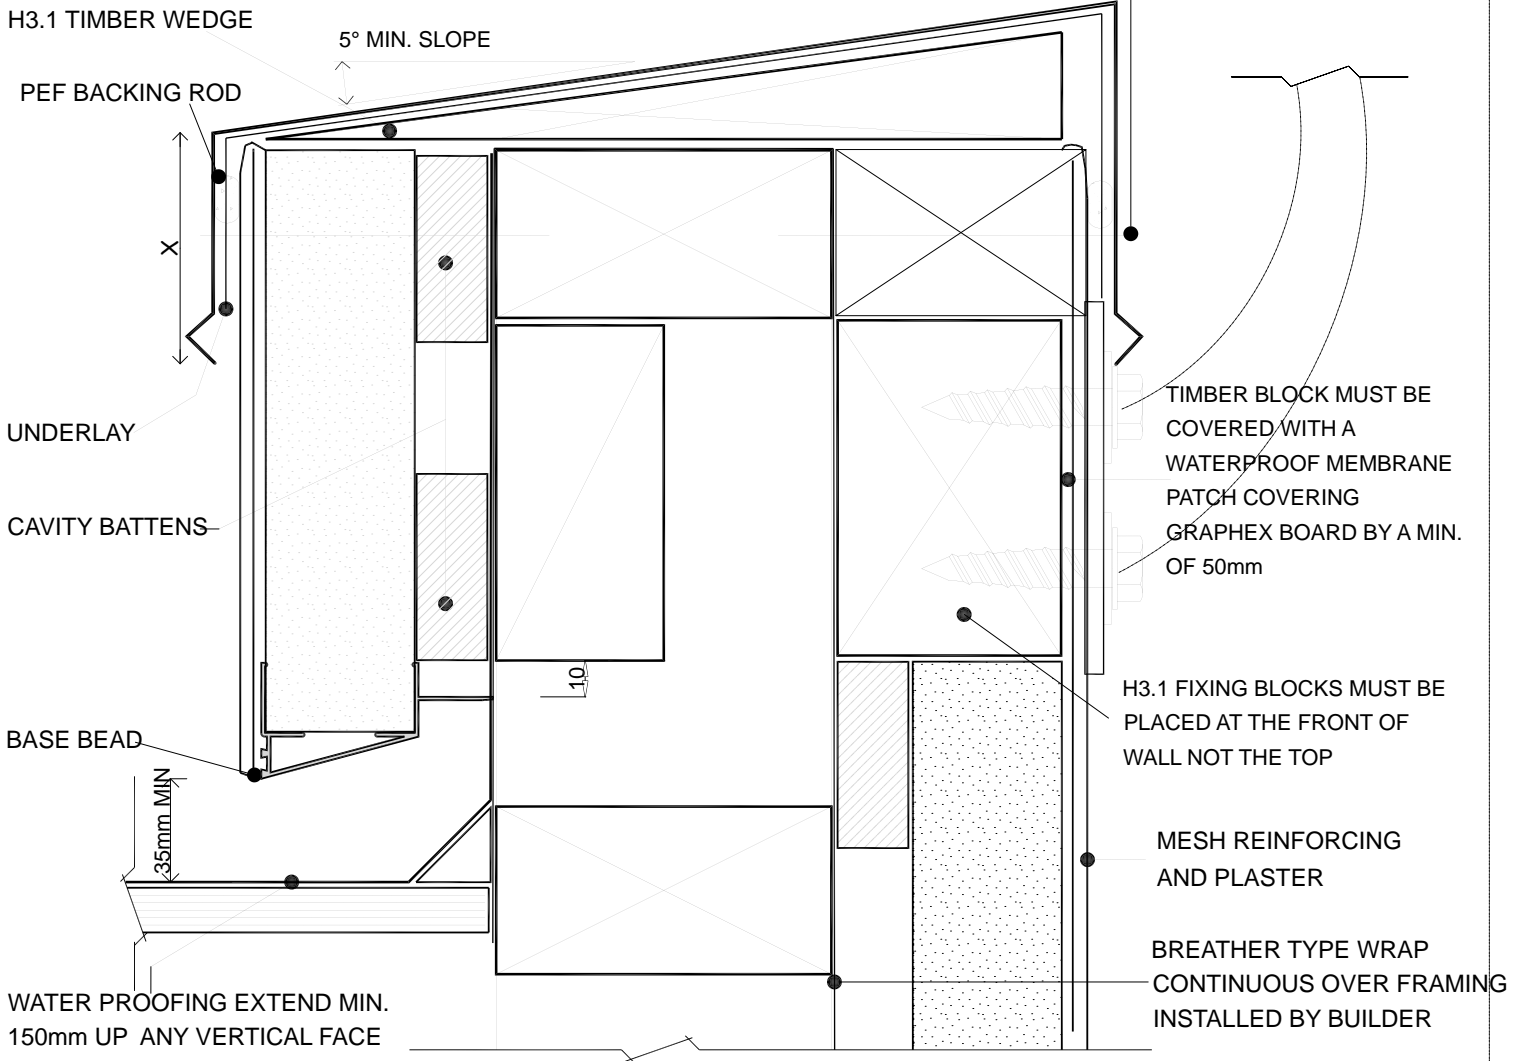 H3.1 TIMBER WEDGE
5° MIN. SLOPE
PEF BACKING ROD
X
UNDERLAY
CAVITY BATTENS
10
BASE BEAD
35mm MIN
WATER PROOFING EXTEND MIN.
150mm UP ANY VERTICAL FACE
TIMBER BLOCK MUST BE
COVERED WITH A
WATERPROOF MEMBRANE
PATCH COVERING
GRAPHEX BOARD BY A MIN.
OF 50mm
H3.1 FIXING BLOCKS MUST BE
PLACED AT THE FRONT OF
WALL NOT THE TOP
MESH REINFORCING
AND PLASTER
BREATHER TYPE WRAP
CONTINUOUS OVER FRAMING
INSTALLED BY BUILDER